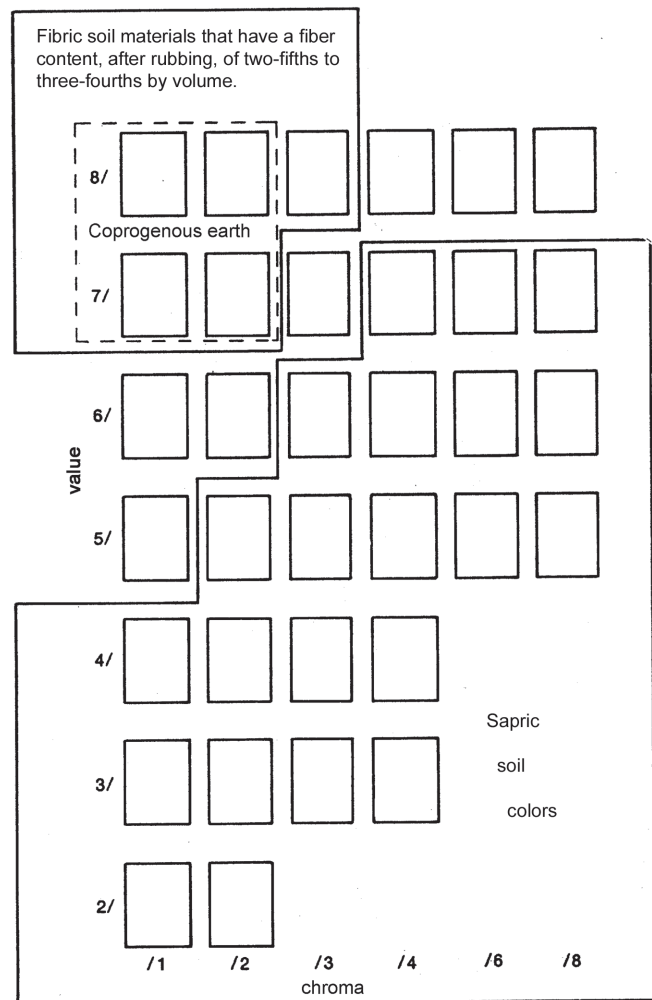 Fibric soil materials that have a fiber
content, after rubbing, of two-fifths to
three-fourths by volume.
8/
Coprogenous earth
7/
6/
value
5/
4/
Sapric
3/
soil
colors
2/
/1 /2 /3 /4 /6 /8
chroma